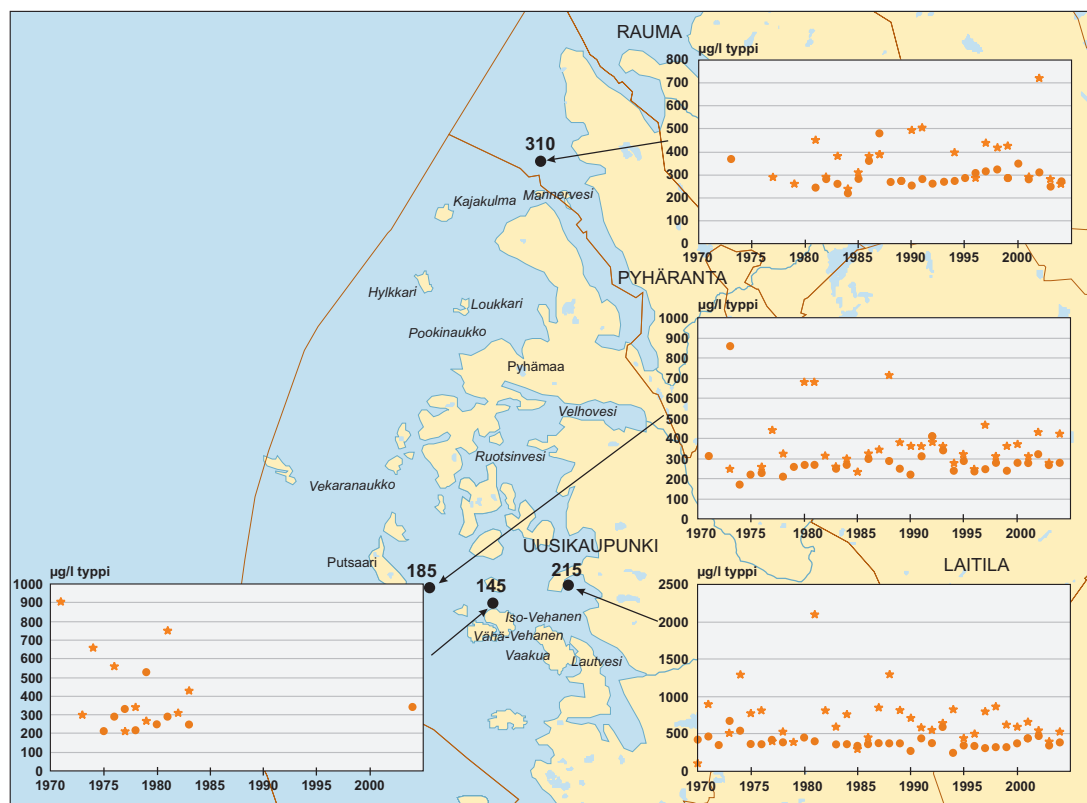 RAUMA
µg/l typpi
800
700
600
500
400
300
200
100
0
1970 1975 1980 1985 1990 1995 2000
310
Kajakulma
Mannervesi
Hylkkari
Loukkari
Pookinaukko
PYHÄRANTA
µg/l typpi
1000
900
800
700
600
500
400
300
200
100
0
1970 1975 1980 1985 1990 1995 2000
Pyhämaa
Velhovesi
Ruotsinvesi
Vekaranaukko
UUSIKAUPUNKI
LAITILA
Putsaari
185
145
215
Iso-Vehanen
Vähä-Vehanen
Vaakua
Lautvesi
µg/l typpi
1000
900
800
700
600
500
400
300
200
100
0
1970 1975 1980 1985 1990 1995 2000
µg/l typpi
2500
2000
1500
1000
500
0
1970 1975 1980 1985 1990 1995 2000